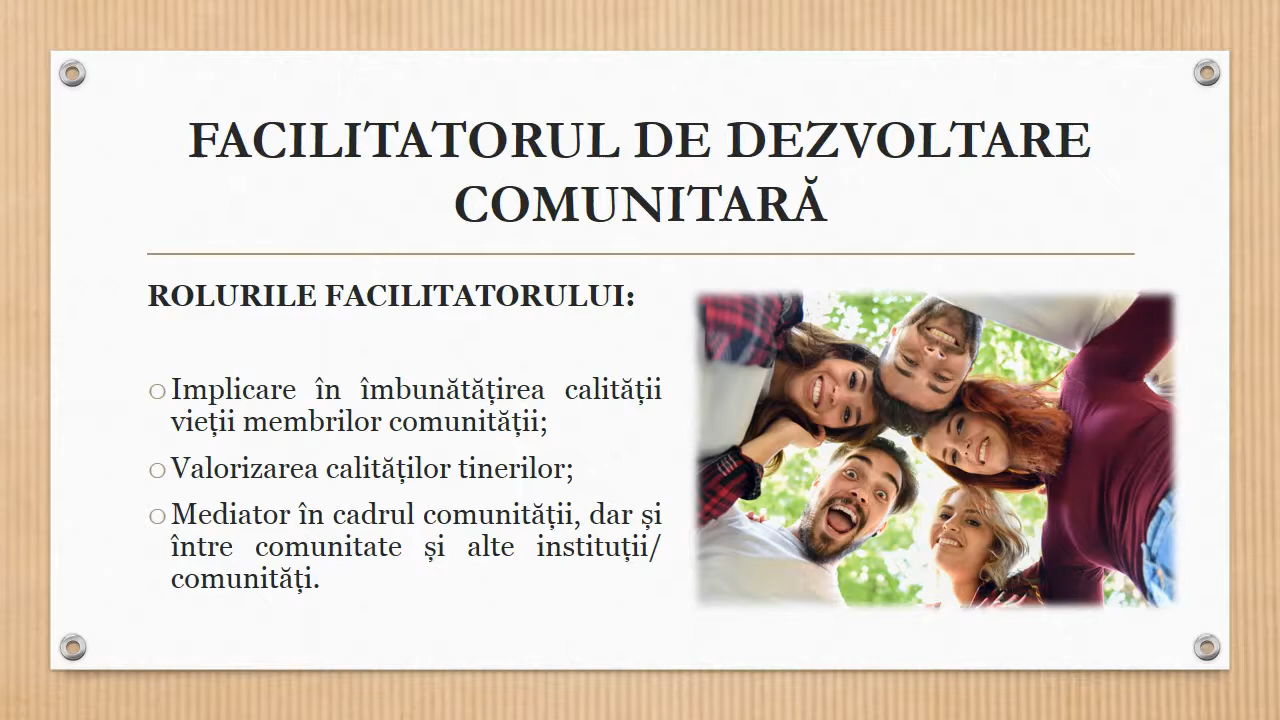 FACILITATORUL DE DEZVOLTARE
COMUNITARĂ
ROLURILE FACILITATORULUI:
Implicare în îmbunătățirea calității
vieții membrilor comunității;
Valorizarea calităților tinerilor;
Mediator în cadrul comunității, dar și
între comunitate și alte instituții/
comunități.